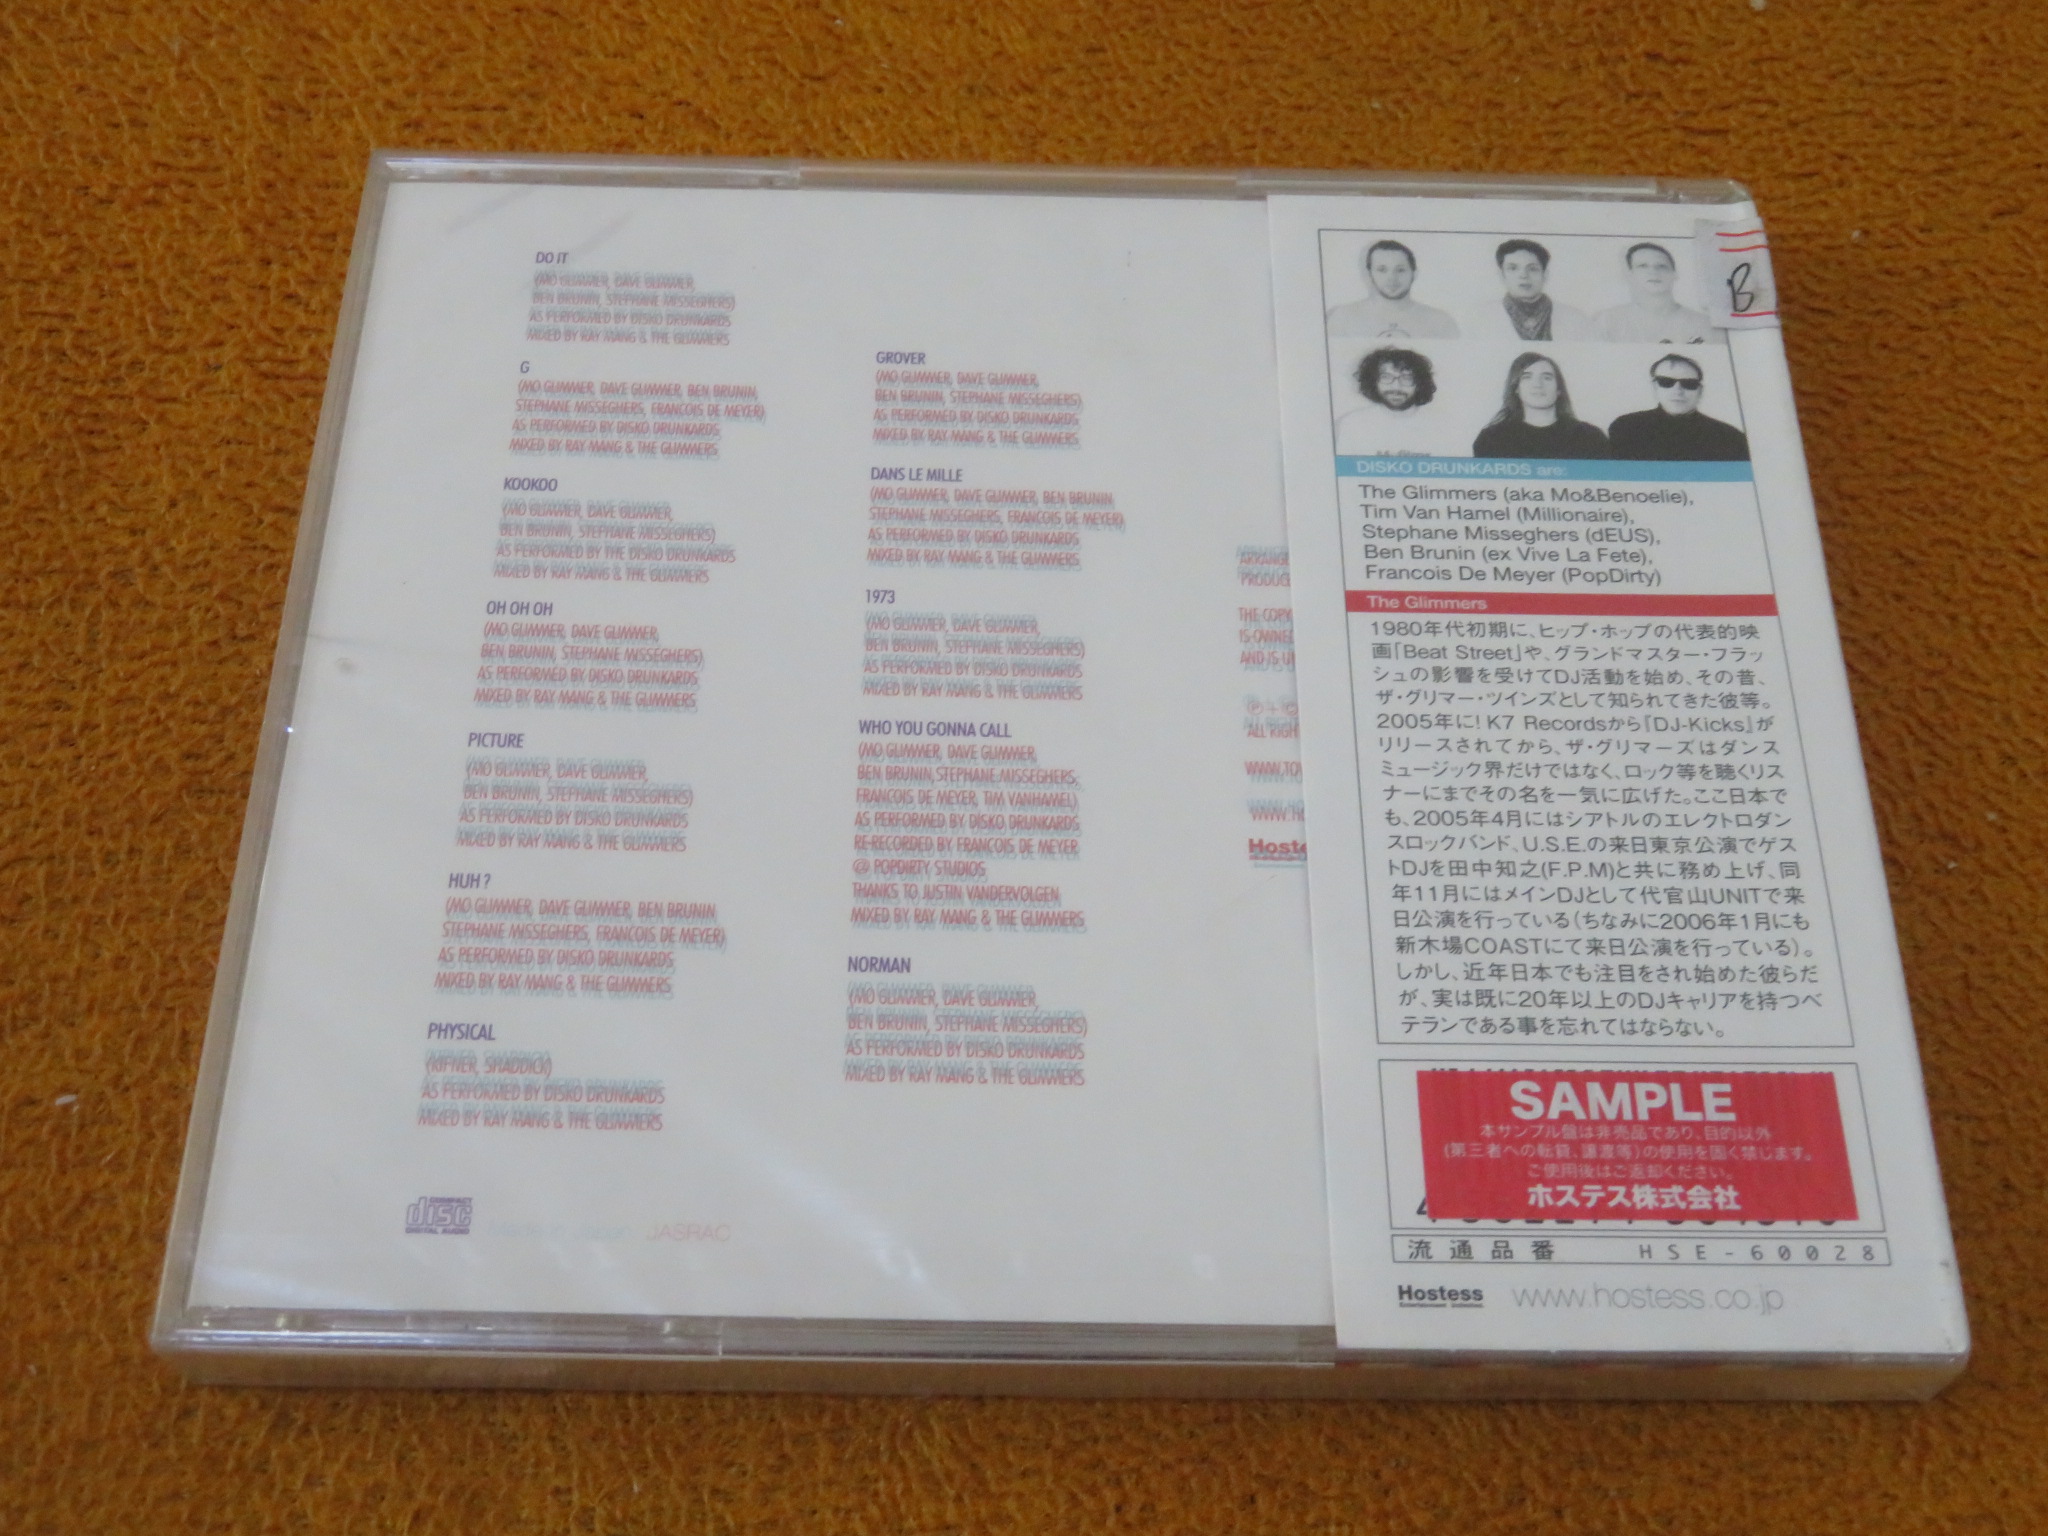 DO IT
(MO GLIMMER, DAVE GLIMMER,
BEN BRUNIN, STEPHANE MISSEGHERS)
AS PERFORMED BY DISKO DRUNKARDS
MIXED BY RAY MANG & THE GLIMMERS
G
(MO GLIMMER, DAVE GLIMMER, BEN BRUNIN,
STEPHANE MISSEGHERS, FRANCOIS DE MEYER)
AS PERFORMED BY DISKO DRUNKARDS
MIXED BY RAY MANG & THE GLIMMERS
KOOKOO
(MO GLIMMER, DAVE GLIMMER,
BEN BRUNIN, STEPHANE MISSEGHERS)
AS PERFORMED BY THE DISKO DRUNKARDS
MIXED BY RAY MANG & THE GLIMMERS
OH OH OH
(MO GLIMMER, DAVE GLIMMER,
BEN BRUNIN, STEPHANE MISSEGHERS)
AS PERFORMED BY DISKO DRUNKARDS
MIXED BY RAY MANG & THE GLIMMERS
PICTURE
(MO GLIMMER, DAVE GLIMMER,
BEN BRUNIN, STEPHANE MISSEGHERS)
AS PERFORMED BY DISKO DRUNKARDS
MIXED BY RAY MANG & THE GLIMMERS
HUH ?
(MO GLIMMER, DAVE GLIMMER, BEN BRUNIN
STEPHANE MISSEGHERS, FRANCOIS DE MEYER)
AS PERFORMED BY DISKO DRUNKARDS
MIXED BY RAY MANG & THE GLIMMERS
PHYSICAL
(KIPNER, SHADDICK)
AS PERFORMED BY DISKO DRUNKARDS
MIXED BY RAY MANG & THE GLIMMERS
COMPACT
disc
DIGITAL AUDIO
Made in Japan JASRAC
GROVER
(MO GLIMMER, DAVE GLIMMER,
BEN BRUNIN, STEPHANE MISSEGHERS)
AS PERFORMED BY DISKO DRUNKARDS
MIXED BY RAY MANG & THE GLIMMERS
DANS LE MILLE
(MO GLIMMER, DAVE GLIMMER, BEN BRUNIN
STEPHANE MISSEGHERS, FRANCOIS DE MEYER)
AS PERFORMED BY DISKO DRUNKARDS
MIXED BY RAY MANG & THE GLIMMERS
1973
(MO GLIMMER, DAVE GLIMMER,
BEN BRUNIN, STEPHANE MISSEGHERS)
AS PERFORMED BY DISKO DRUNKARDS
MIXED BY RAY MANG & THE GLIMMERS
WHO YOU GONNA CALL
(MO GLIMMER, DAVE GLIMMER,
BEN BRUNIN, STEPHANE MISSEGHERS,
FRANCOIS DE MEYER, TIM VANHAMEL)
AS PERFORMED BY DISKO DRUNKARDS
RE-RECORDED BY FRANCOIS DE MEYER
@ POPDIRTY STUDIOS
THANKS TO JUSTIN VANDERVOLGEN
MIXED BY RAY MANG & THE GLIMMERS
NORMAN
(MO GLIMMER, DAVE GLIMMER,
BEN BRUNIN, STEPHANE MISSEGHERS)
AS PERFORMED BY DISKO DRUNKARDS
MIXED BY RAY MANG & THE GLIMMERS
ARRANGE
PRODUCE
THE COPY
IS OWNE
AND IS U
℗ + ©
ALL RIGH
WWW.TO
WWW.HO
Hoste
B
DISKO DRUNKARDS are:
The Glimmers (aka Mo&Benoelie),
Tim Van Hamel (Millionaire),
Stephane Misseghers (dEUS),
Ben Brunin (ex Vive La Fete),
Francois De Meyer (PopDirty)
The Glimmers
1980年代初期に、ヒップ・ホップの代表的映
画「Beat Street」や、グランドマスター・フラッ
シュの影響を受けてDJ活動を始め、その昔、
ザ・グリマー・ツインズとして知られてきた彼等。
2005年に! K7 Recordsから『DJ-Kicks』が
リリースされてから、ザ・グリマーズはダンス
ミュージック界だけではなく、ロック等を聴くリス
ナーにまでその名を一気に広げた。ここ日本で
も、2005年4月にはシアトルのエレクトロダン
スロックバンド、U.S.E.の来日東京公演でゲス
トDJを田中知之(F.P.M)と共に務め上げ、同
年11月にはメインDJとして代官山UNITで来
日公演を行っている（ちなみに2006年1月にも
新木場COASTにて来日公演を行っている）。
しかし、近年日本でも注目をされ始めた彼らだ
が、実は既に20年以上のDJキャリアを持つベ
テランである事を忘れてはならない。
SAMPLE
本サンプル盤は非売品であり、目的以外
(第三者への転貸、譲渡等)の使用を固く禁じます。
ご使用後はご返却ください。
ホステス株式会社
流通品番 HSE-60028
Hostess
Entertainment Unlimited
www.hostess.co.jp